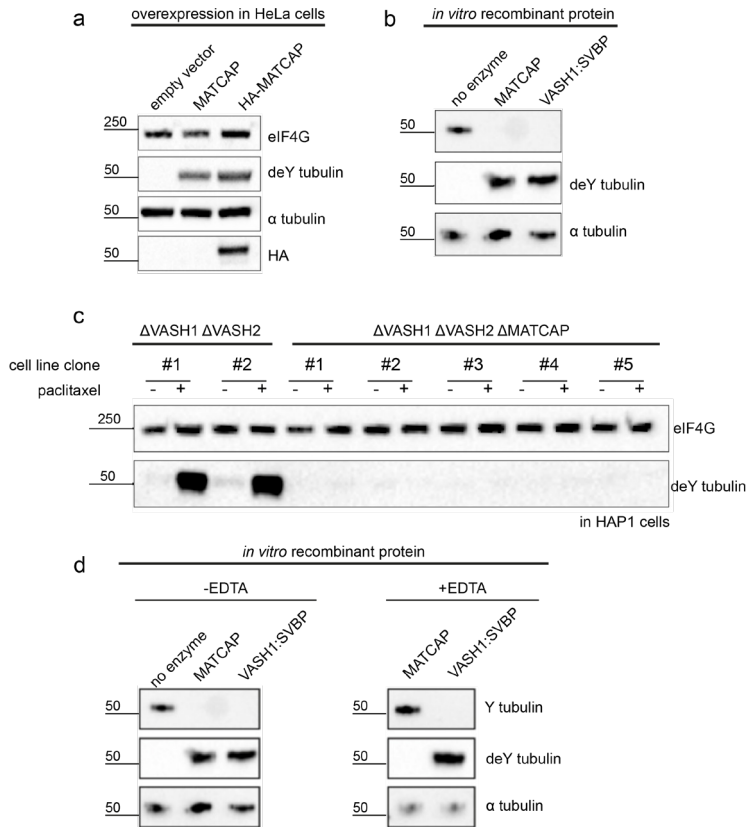 a
overexpression in HeLa cells
empty vector
MATCAP
HA-MATCAP
250
eIF4G
50
deY tubulin
50
α tubulin
50
HA
b
in vitro recombinant protein
no enzyme
MATCAP
VASH1:SVBP
50
50
deY tubulin
50
α tubulin
c
ΔVASH1 ΔVASH2
ΔVASH1 ΔVASH2 ΔMATCAP
cell line clone #1 #2 #1 #2 #3 #4 #5
paclitaxel - + - + - + - + - + - + - +
250
eIF4G
50
deY tubulin
in HAP1 cells
d
in vitro recombinant protein
-EDTA
+EDTA
no enzyme
MATCAP
VASH1:SVBP
MATCAP
VASH1:SVBP
50
50
Y tubulin
50
50
deY tubulin
50
50
α tubulin